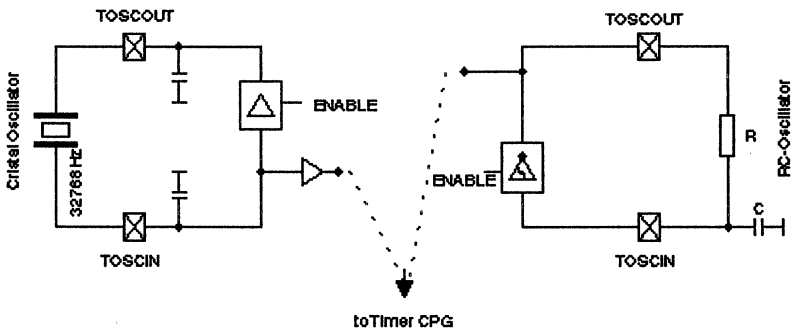 TOSCOUT
TOSCOUT
Cristal Oscillator
32768 Hz
ENABLE
ENABLE
R
RC-Oscillator
C
TOSCIN
TOSCIN
toTimer CPG